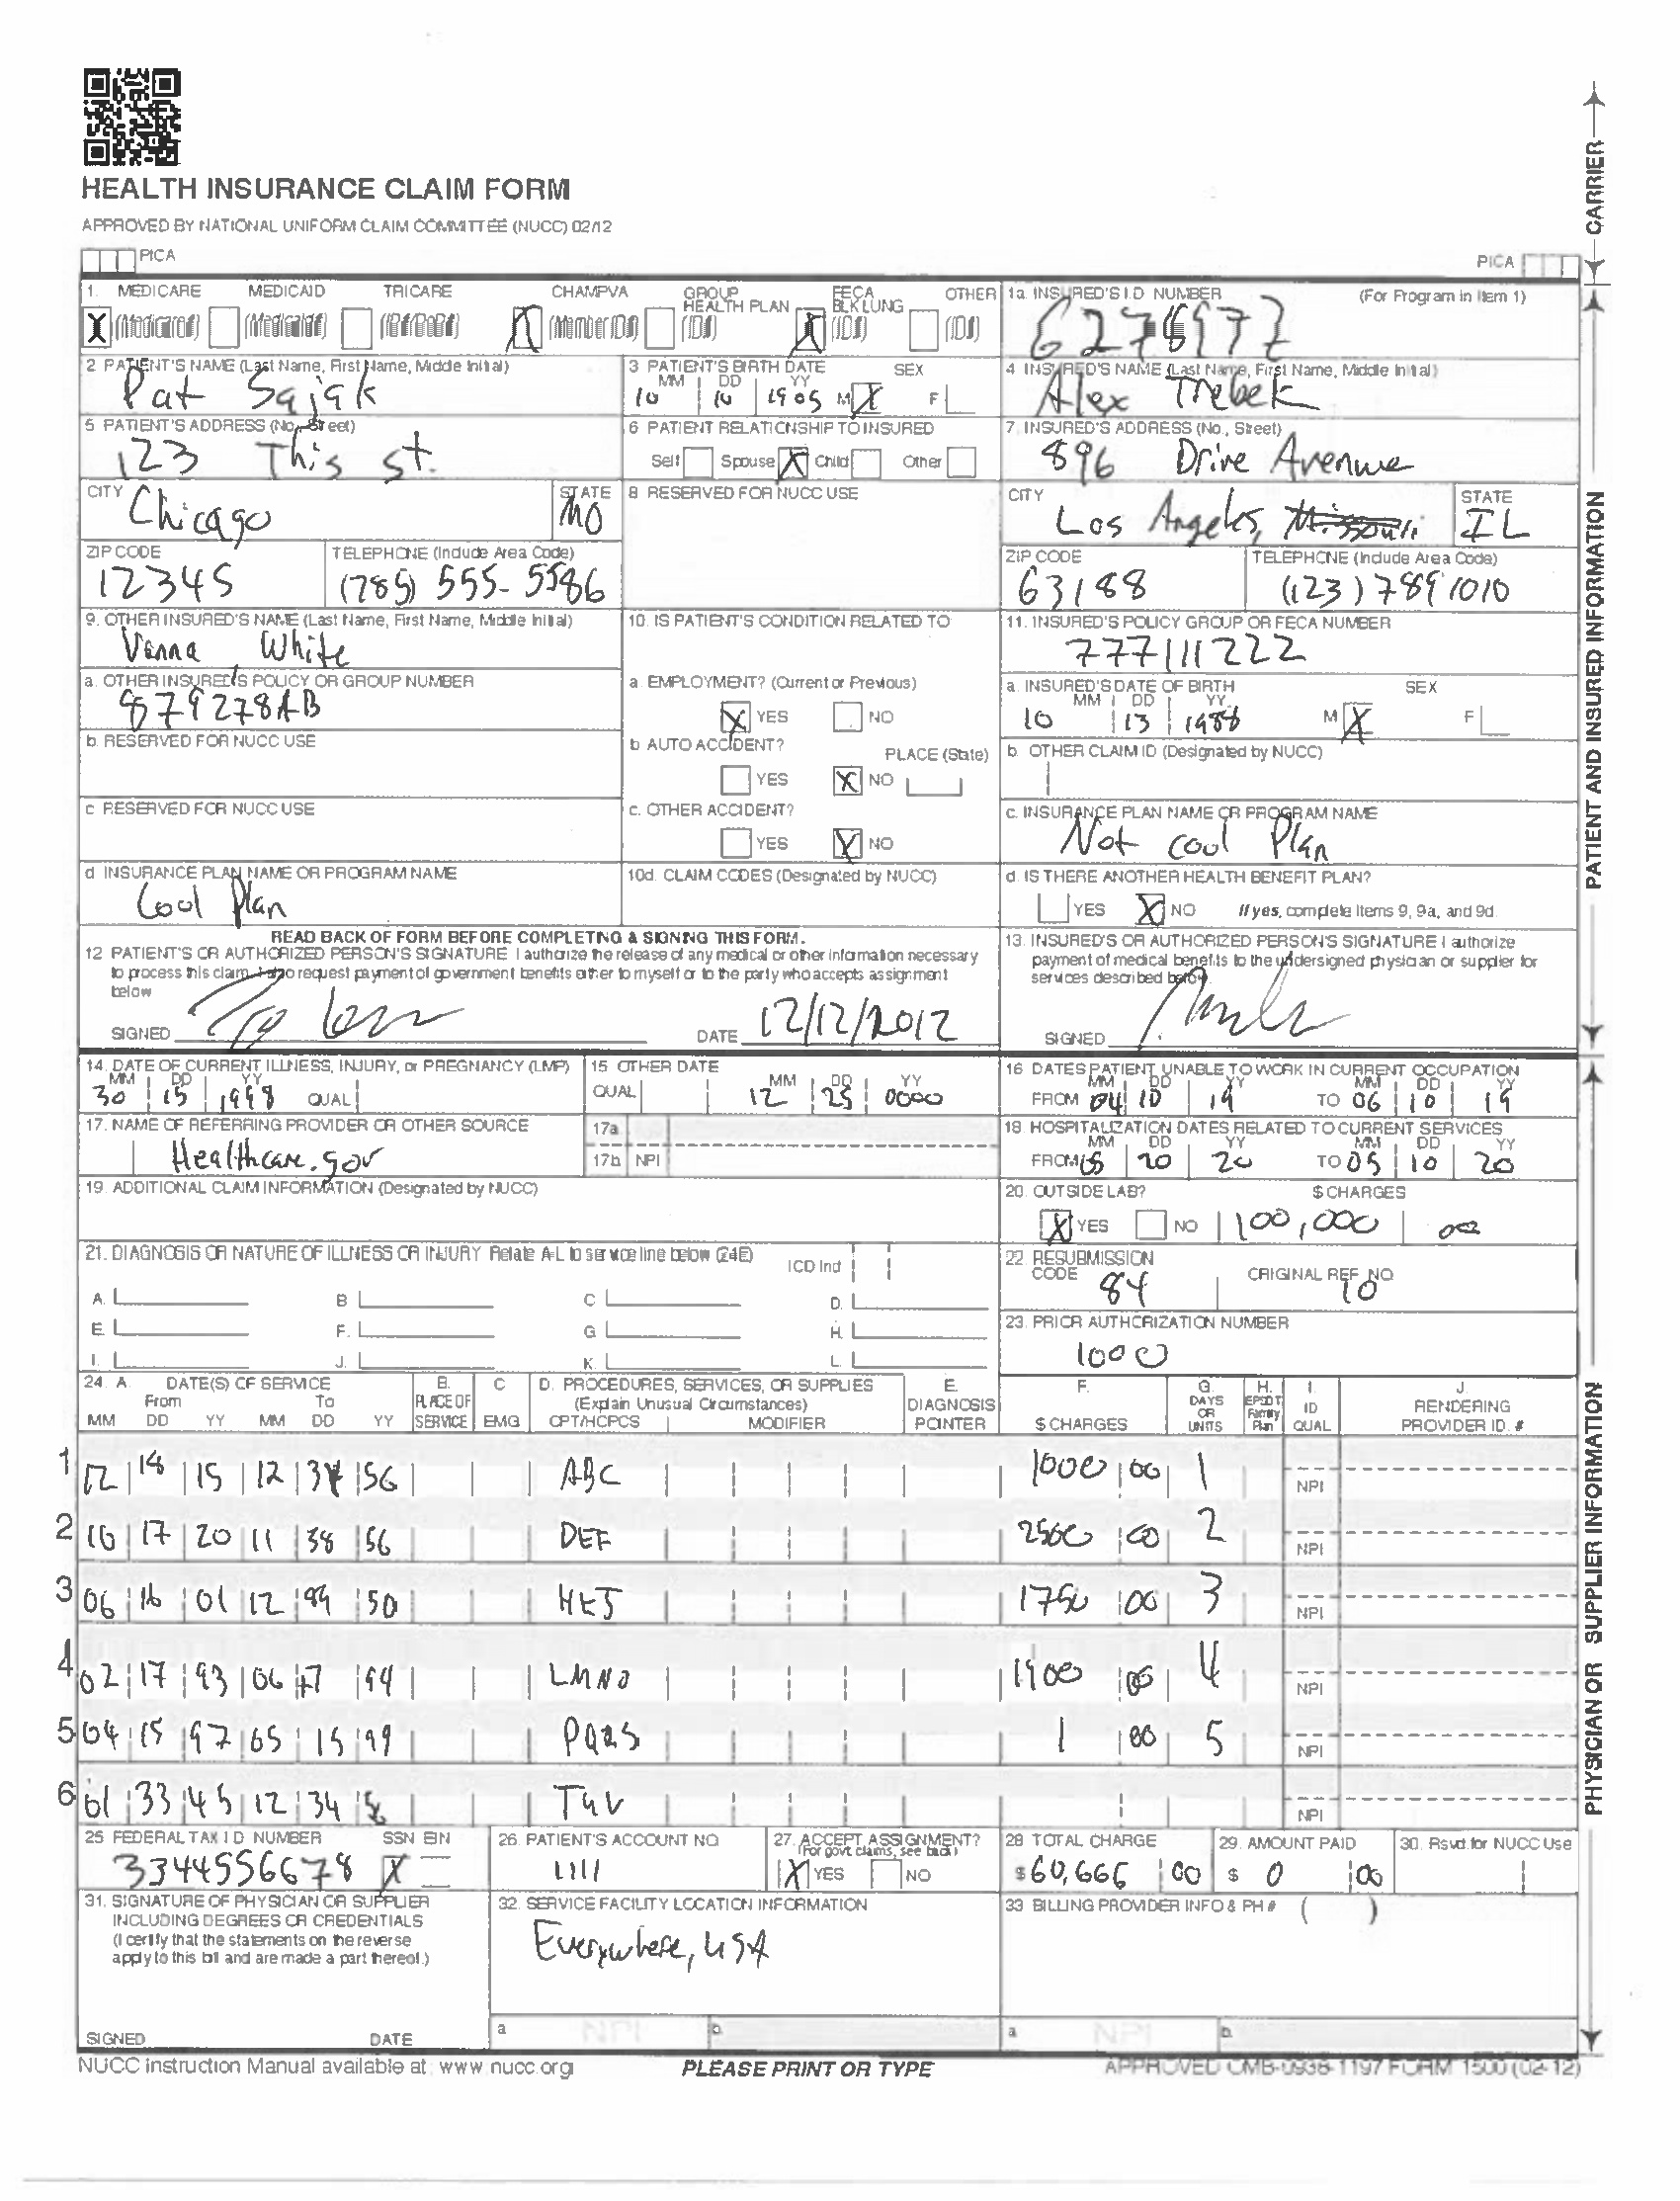 HEALTH INSURANCE CLAIM FORM
APPROVED BY NATIONAL UNIFORM CLAIM COMMITTEE (NUCC) 02/12
PICA PICA
CARRIER
1. MEDICARE MEDICAID TRICARE CHAMPVA GROUP HEALTH PLAN FECA BLK LUNG OTHER
X (Medicare#) (Medicaid#) (ID#/DoD#) X (Member ID#) (ID#) X (ID#) (ID#)
1a. INSURED'S I.D. NUMBER (For Program in Item 1)
2. PATIENT'S NAME (Last Name, First Name, Middle Initial)
Pat Sajak
3. PATIENT'S BIRTH DATE SEX
MM DD YY
10 10 1905 M X F
4. INSURED'S NAME (Last Name, First Name, Middle Initial)
Alex Trebek
5. PATIENT'S ADDRESS (No., Street)
123 This st.
6. PATIENT RELATIONSHIP TO INSURED
Self Spouse X Child Other
7. INSURED'S ADDRESS (No., Street)
896 Drive Avenue
CITY STATE
Chicago MO
8. RESERVED FOR NUCC USE
CITY STATE
Los Angeles, Missouri IL
ZIP CODE TELEPHONE (Include Area Code)
12345 (785) 555-5586
ZIP CODE TELEPHONE (Include Area Code)
63188 (123) 7891010
9. OTHER INSURED'S NAME (Last Name, First Name, Middle Initial)
Vanna White
10. IS PATIENT'S CONDITION RELATED TO
11. INSURED'S POLICY GROUP OR FECA NUMBER
777111222
a. OTHER INSURED'S POLICY OR GROUP NUMBER
879278AB
a. EMPLOYMENT? (Current or Previous)
X YES NO
a. INSURED'S DATE OF BIRTH SEX
MM DD YY
10 13 1988 M X F
b. RESERVED FOR NUCC USE
b. AUTO ACCIDENT? PLACE (State)
YES X NO
b. OTHER CLAIM ID (Designated by NUCC)
c. RESERVED FOR NUCC USE
c. OTHER ACCIDENT?
YES X NO
c. INSURANCE PLAN NAME OR PROGRAM NAME
Not cool Plan
d. INSURANCE PLAN NAME OR PROGRAM NAME
Cool Plan
10d. CLAIM CODES (Designated by NUCC)
d. IS THERE ANOTHER HEALTH BENEFIT PLAN?
YES X NO If yes, complete items 9, 9a, and 9d.
READ BACK OF FORM BEFORE COMPLETING & SIGNING THIS FORM.
12. PATIENT'S OR AUTHORIZED PERSON'S SIGNATURE I authorize the release of any medical or other information necessary
to process this claim. I also request payment of government benefits either to myself or to the party who accepts assignment
below
SIGNED DATE 12/12/2012
13. INSURED'S OR AUTHORIZED PERSON'S SIGNATURE I authorize
payment of medical benefits to the undersigned physician or supplier for
services described below.
SIGNED
PATIENT AND INSURED INFORMATION
14. DATE OF CURRENT ILLNESS, INJURY, or PREGNANCY (LMP)
MM DD YY
30 15 1998 QUAL
15. OTHER DATE
QUAL MM DD YY
12 25 0000
16. DATES PATIENT UNABLE TO WORK IN CURRENT OCCUPATION
MM DD YY MM DD YY
FROM 04 10 19 TO 06 10 19
17. NAME OF REFERRING PROVIDER OR OTHER SOURCE
Healthcare.gov
17a
17b NPI
18. HOSPITALIZATION DATES RELATED TO CURRENT SERVICES
MM DD YY MM DD YY
FROM 05 20 20 TO 05 10 20
19. ADDITIONAL CLAIM INFORMATION (Designated by NUCC)
20. OUTSIDE LAB? $ CHARGES
X YES NO 100,000
21. DIAGNOSIS OR NATURE OF ILLNESS OR INJURY Relate A-L to service line below (24E) ICD Ind
A. B. C. D.
E. F. G. H.
I. J. K. L.
22. RESUBMISSION CODE ORIGINAL REF. NO.
84 10
23. PRIOR AUTHORIZATION NUMBER
1000
24. A. DATE(S) OF SERVICE B. C D. PROCEDURES, SERVICES, OR SUPPLIES E. F. G. H. I. J.
From To PLACE OF (Explain Unusual Circumstances) DIAGNOSIS DAYS OR UNITS EPSDT Family Plan ID RENDERING
MM DD YY MM DD YY SERVICE EMG CPT/HCPCS MODIFIER POINTER $ CHARGES QUAL PROVIDER ID. #
1 12 18 15 12 34 56 ABC 1000 00 1 NPI
2 10 17 20 11 38 56 DEF 2500 00 2 NPI
3 06 16 01 12 99 50 HIJ 1750 00 3 NPI
4 02 17 93 06 17 94 LMNO 1900 00 4 NPI
5 04 15 97 05 15 99 PQRS 1 00 5 NPI
6 01 33 45 12 34 TUV NPI
25. FEDERAL TAX I.D. NUMBER SSN EIN
3344556678 X
26. PATIENT'S ACCOUNT NO.
1111
27. ACCEPT ASSIGNMENT?
(For govt. claims, see back)
X YES NO
28. TOTAL CHARGE
$ 60,666 00
29. AMOUNT PAID
$ 0 00
30. Rsvd. for NUCC Use
31. SIGNATURE OF PHYSICIAN OR SUPPLIER
INCLUDING DEGREES OR CREDENTIALS
(I certify that the statements on the reverse
apply to this bill and are made a part thereof.)
SIGNED DATE
32. SERVICE FACILITY LOCATION INFORMATION
Everywhere, USA
a. NPI b.
33. BILLING PROVIDER INFO & PH # ( )
a. NPI b.
PHYSICIAN OR SUPPLIER INFORMATION
NUCC Instruction Manual available at: www.nucc.org PLEASE PRINT OR TYPE APPROVED OMB-0938-1197 FORM 1500 (02-12)